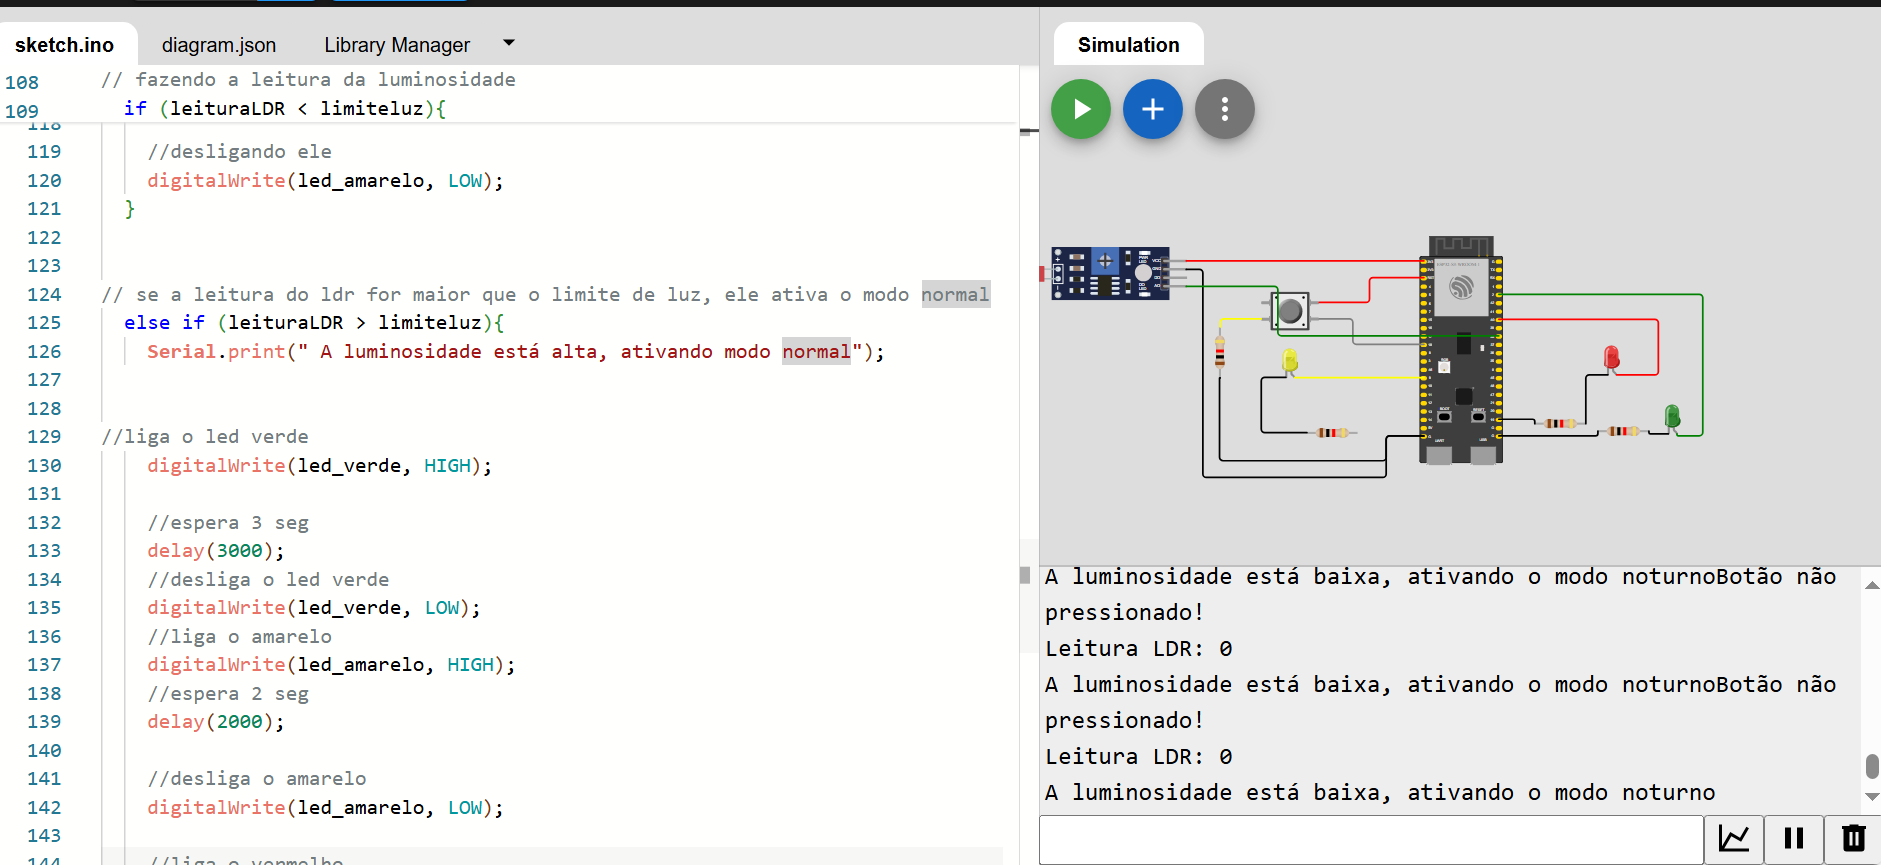 sketch.ino
diagram.json
Library Manager
Simulation
108 // fazendo a leitura da luminosidade
109 if (leituraLDR < limiteluz){
118
119 //desligando ele
120 digitalWrite(led_amarelo, LOW);
121 }
122
123
124 // se a leitura do ldr for maior que o limite de luz, ele ativa o modo normal
125 else if (leituraLDR > limiteluz){
126 Serial.print(" A luminosidade está alta, ativando modo normal");
127
128
129 //liga o led verde
130 digitalWrite(led_verde, HIGH);
131
132 //espera 3 seg
133 delay(3000);
134 //desliga o led verde
135 digitalWrite(led_verde, LOW);
136 //liga o amarelo
137 digitalWrite(led_amarelo, HIGH);
138 //espera 2 seg
139 delay(2000);
140
141 //desliga o amarelo
142 digitalWrite(led_amarelo, LOW);
143
144 //liga o vermelho
A luminosidade está baixa, ativando o modo noturnoBotão não
pressionado!
Leitura LDR: 0
A luminosidade está baixa, ativando o modo noturnoBotão não
pressionado!
Leitura LDR: 0
A luminosidade está baixa, ativando o modo noturno